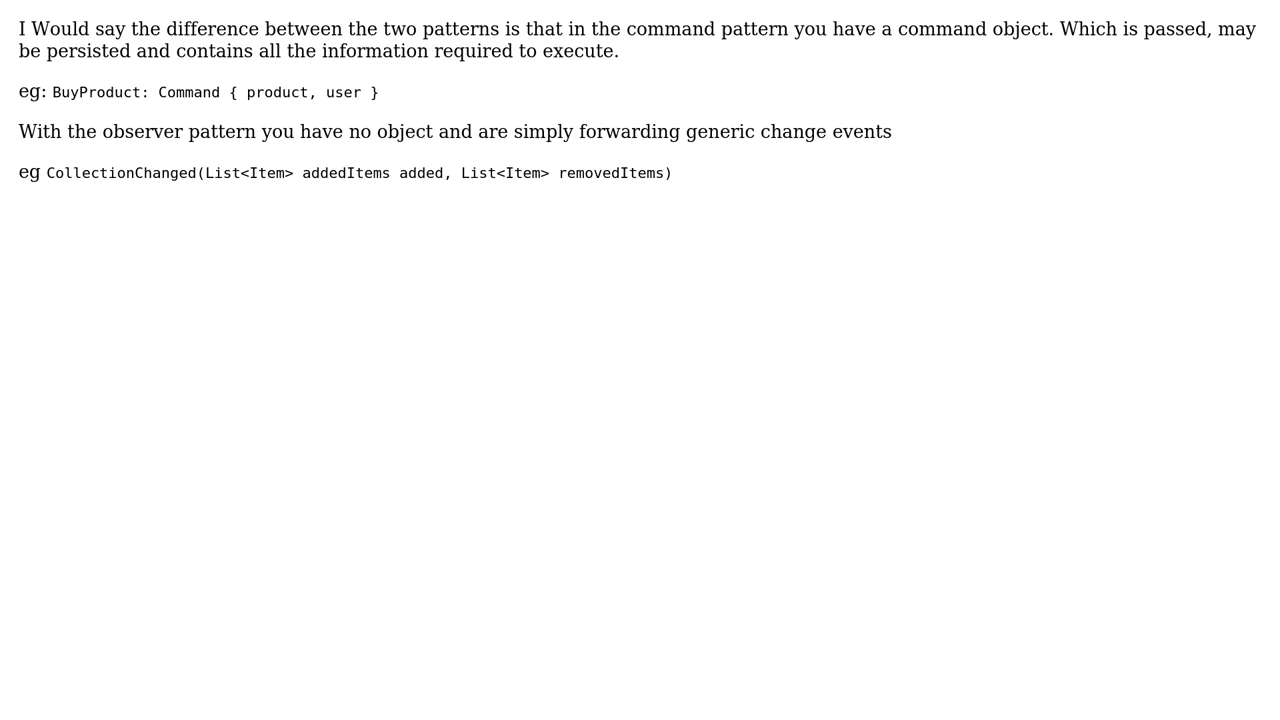 I Would say the difference between the two patterns is that in the command pattern you have a command object. Which is passed, may
be persisted and contains all the information required to execute.
eg: BuyProduct: Command { product, user }
With the observer pattern you have no object and are simply forwarding generic change events
eg CollectionChanged(List<Item> addedItems added, List<Item> removedItems)